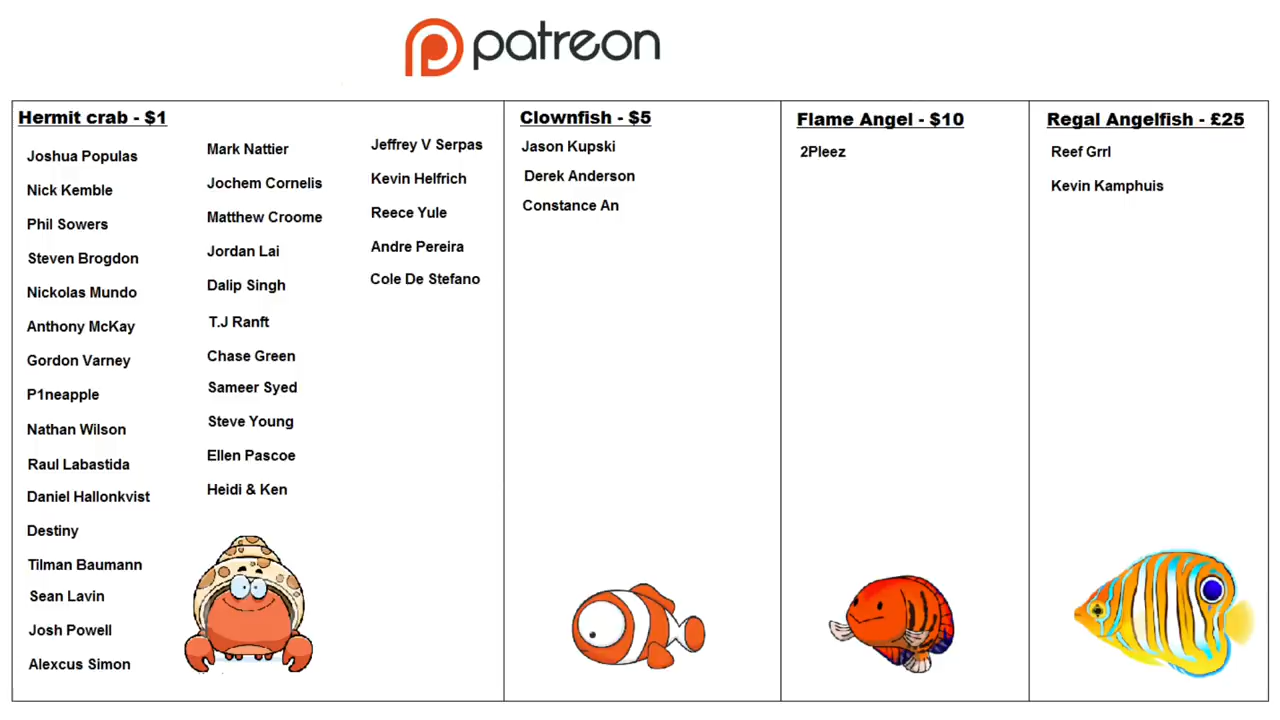 patreon
Hermit crab - $1
Joshua Populas
Nick Kemble
Phil Sowers
Steven Brogdon
Nickolas Mundo
Anthony McKay
Gordon Varney
P1neapple
Nathan Wilson
Raul Labastida
Daniel Hallonkvist
Destiny
Tilman Baumann
Sean Lavin
Josh Powell
Alexcus Simon
Mark Nattier
Jochem Cornelis
Matthew Croome
Jordan Lai
Dalip Singh
T.J Ranft
Chase Green
Sameer Syed
Steve Young
Ellen Pascoe
Heidi & Ken
Jeffrey V Serpas
Kevin Helfrich
Reece Yule
Andre Pereira
Cole De Stefano
Clownfish - $5
Jason Kupski
Derek Anderson
Constance An
Flame Angel - $10
2Pleez
Regal Angelfish - £25
Reef Grrl
Kevin Kamphuis